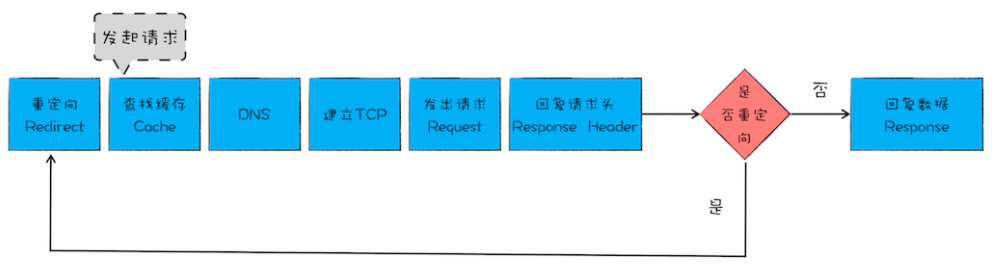 发起请求
重定向
Redirect
查找缓存
Cache
DNS
建立TCP
发出请求
Request
回复请求头
Response Header
是
否重定
向
否
回复数据
Response
是